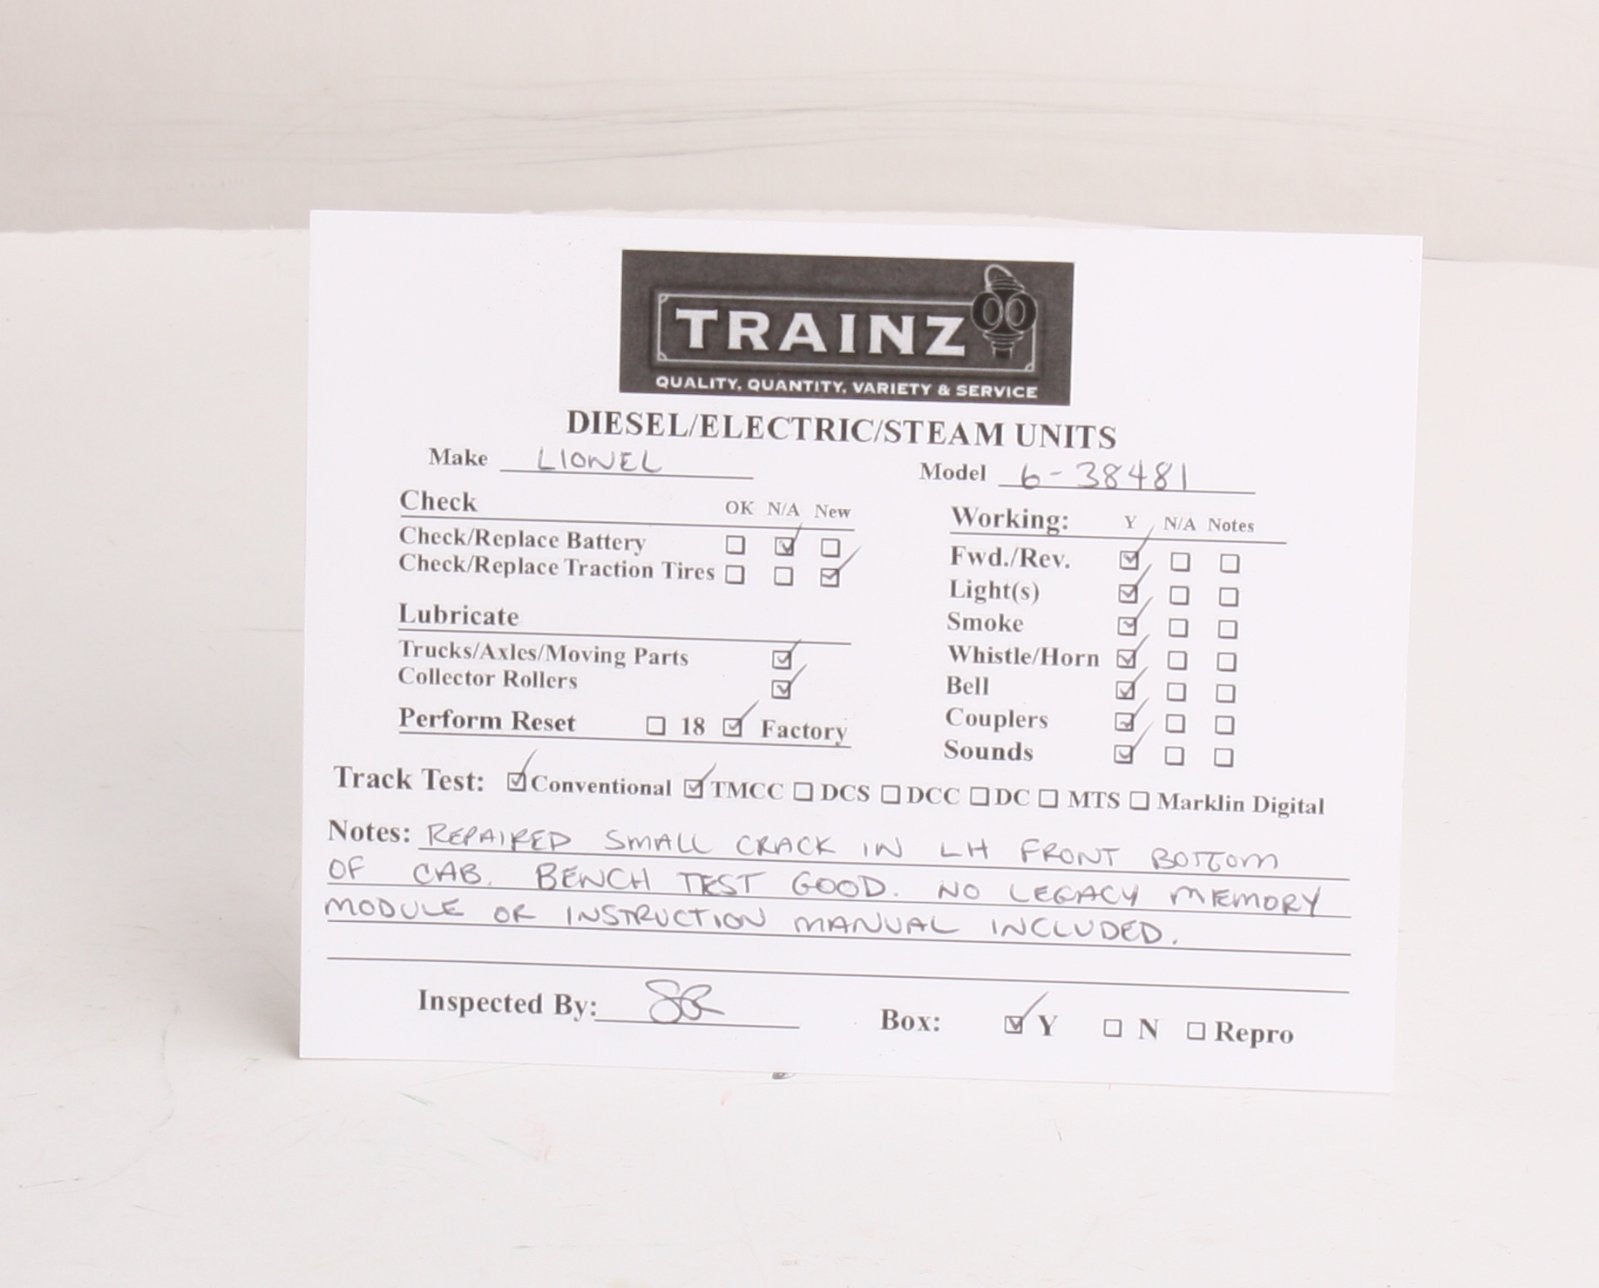 TRAINZ
QUALITY, QUANTITY, VARIETY & SERVICE
DIESEL/ELECTRIC/STEAM UNITS
Make LIONEL
Model 6-38481
Check OK N/A New
Check/Replace Battery
Check/Replace Traction Tires
Lubricate
Trucks/Axles/Moving Parts
Collector Rollers
Perform Reset 18 Factory
Working: Y N/A Notes
Fwd./Rev.
Light(s)
Smoke
Whistle/Horn
Bell
Couplers
Sounds
Track Test: Conventional TMCC DCS DCC DC MTS Marklin Digital
Notes: REPAIRED SMALL CRACK IN LH FRONT BOTTOM
OF CAB. BENCH TEST GOOD. NO LEGACY MEMORY
MODULE OR INSTRUCTION MANUAL INCLUDED.
Inspected By:
Box: Y N Repro